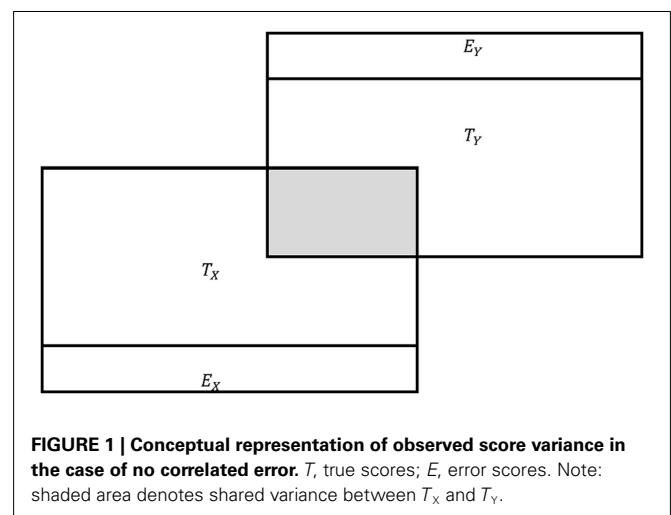 E_Y
T_Y
T_X
E_X
FIGURE 1 | Conceptual representation of observed score variance in
the case of no correlated error. T, true scores; E, error scores. Note:
shaded area denotes shared variance between T_X and T_Y.